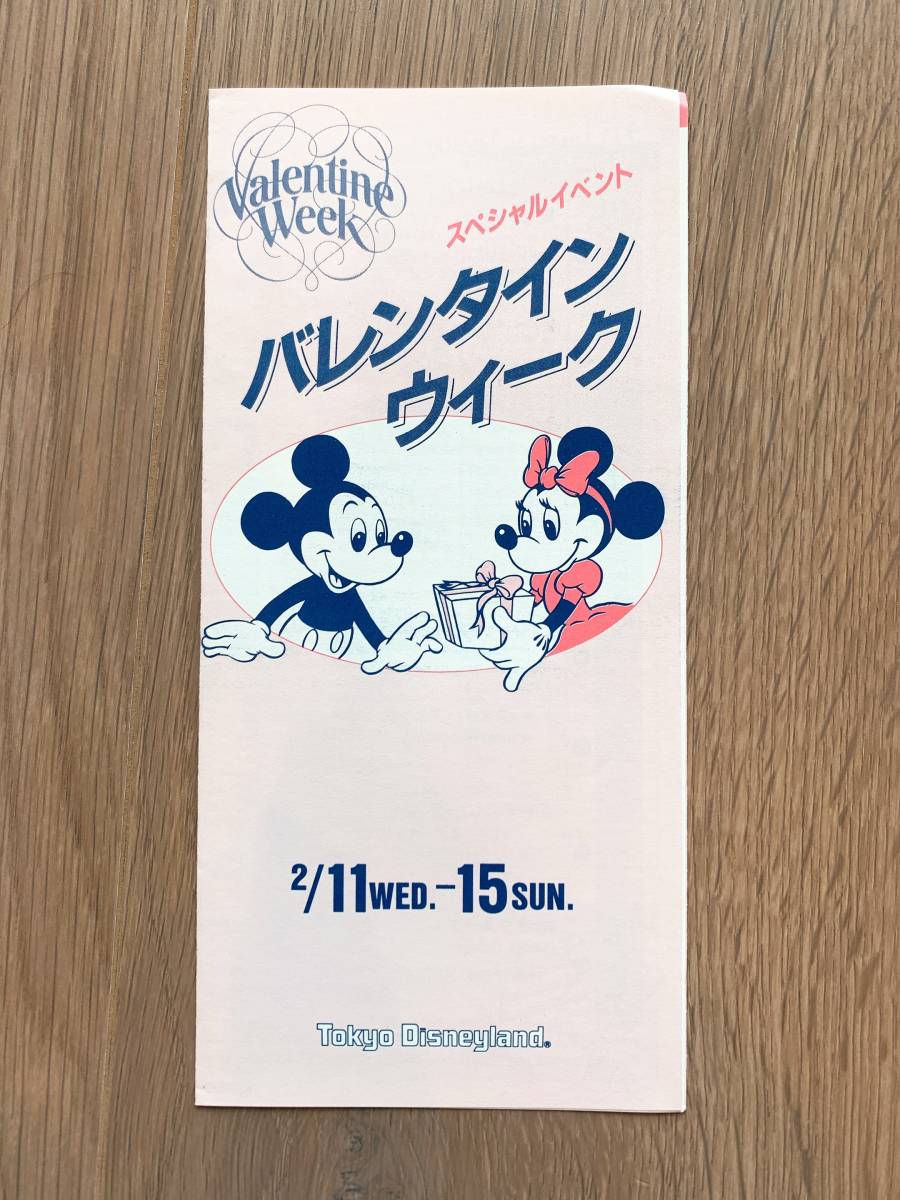 Valentine
Week
スペシャルイベント
バレンタイン
ウィーク
2/11WED.–15SUN.
Tokyo Disneyland®